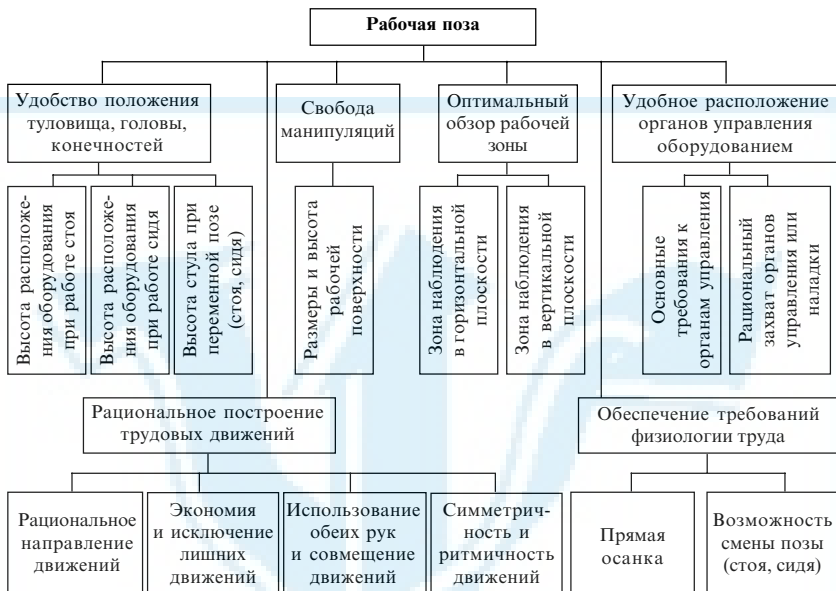 Рабочая поза
Удобство положения
туловища, головы,
конечностей
Свобода
манипуляций
Оптимальный
обзор рабочей
зоны
Удобное расположение
органов управления
оборудованием
Высота расположе-
ния оборудования
при работе стоя
Высота расположе-
ния оборудования
при работе сидя
Высота стула при
переменной позе
(стоя, сидя)
Размеры и высота
рабочей
поверхности
Зона наблюдения
в горизонтальной
плоскости
Зона наблюдения
в вертикальной
плоскости
Основные
требования к
органам управления
Рациональный
захват органов
управления или
наладки
Рациональное построение
трудовых движений
Обеспечение требований
физиологии труда
Рациональное
направление
движений
Экономия
и исключение
лишних
движений
Использование
обеих рук
и совмещение
движений
Симметрич-
ность и
ритмичность
движений
Прямая
осанка
Возможность
смены позы
(стоя, сидя)